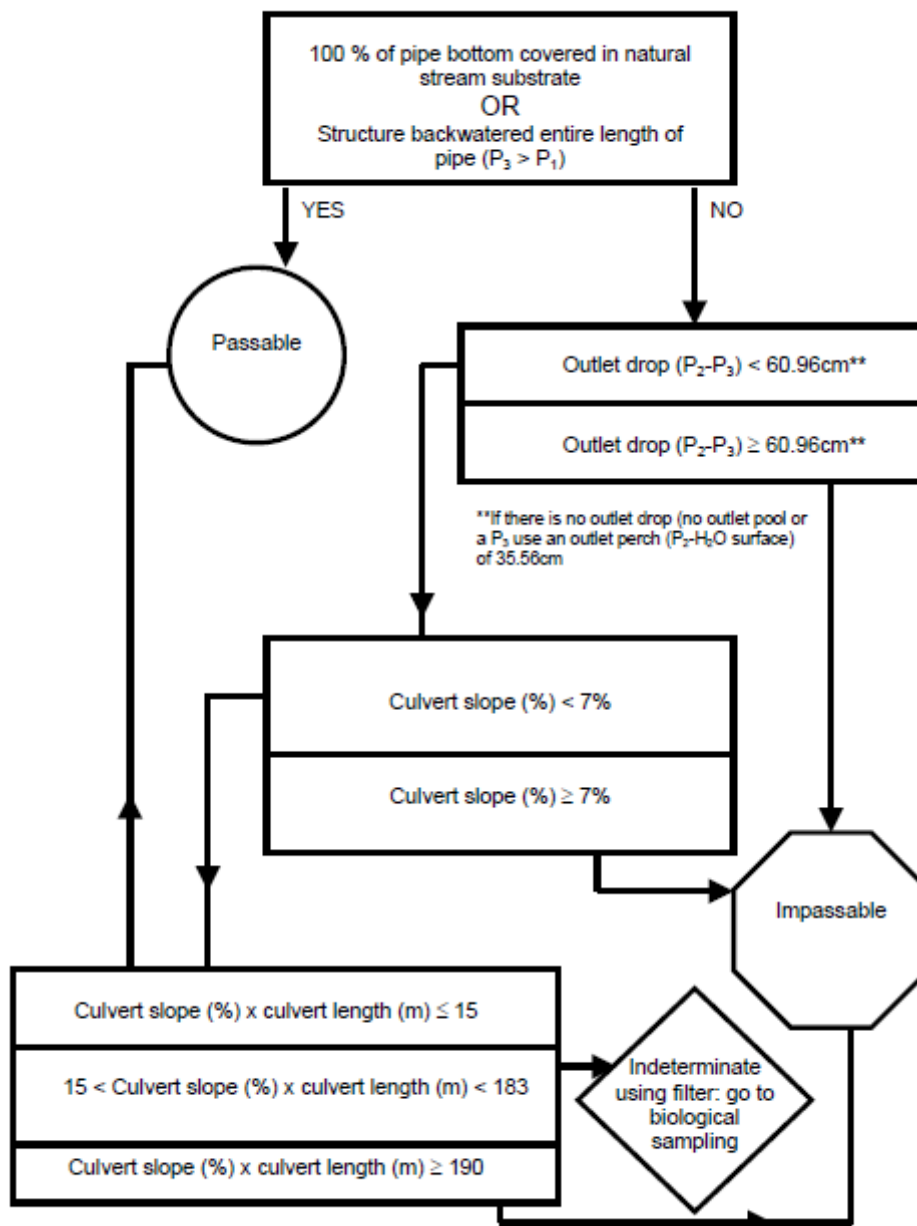 100 % of pipe bottom covered in natural
stream substrate
OR
Structure backwatered entire length of
pipe (P₃ > P₁)
YES
NO
Passable
Outlet drop (P₂-P₃) < 60.96cm**
Outlet drop (P₂-P₃) ≥ 60.96cm**
**If there is no outlet drop (no outlet pool or
a P₃ use an outlet perch (P₂-H₂O surface)
of 35.56cm
Culvert slope (%) < 7%
Culvert slope (%) ≥ 7%
Impassable
Culvert slope (%) x culvert length (m) ≤ 15
15 < Culvert slope (%) x culvert length (m) < 183
Culvert slope (%) x culvert length (m) ≥ 190
Indeterminate
using filter: go to
biological
sampling